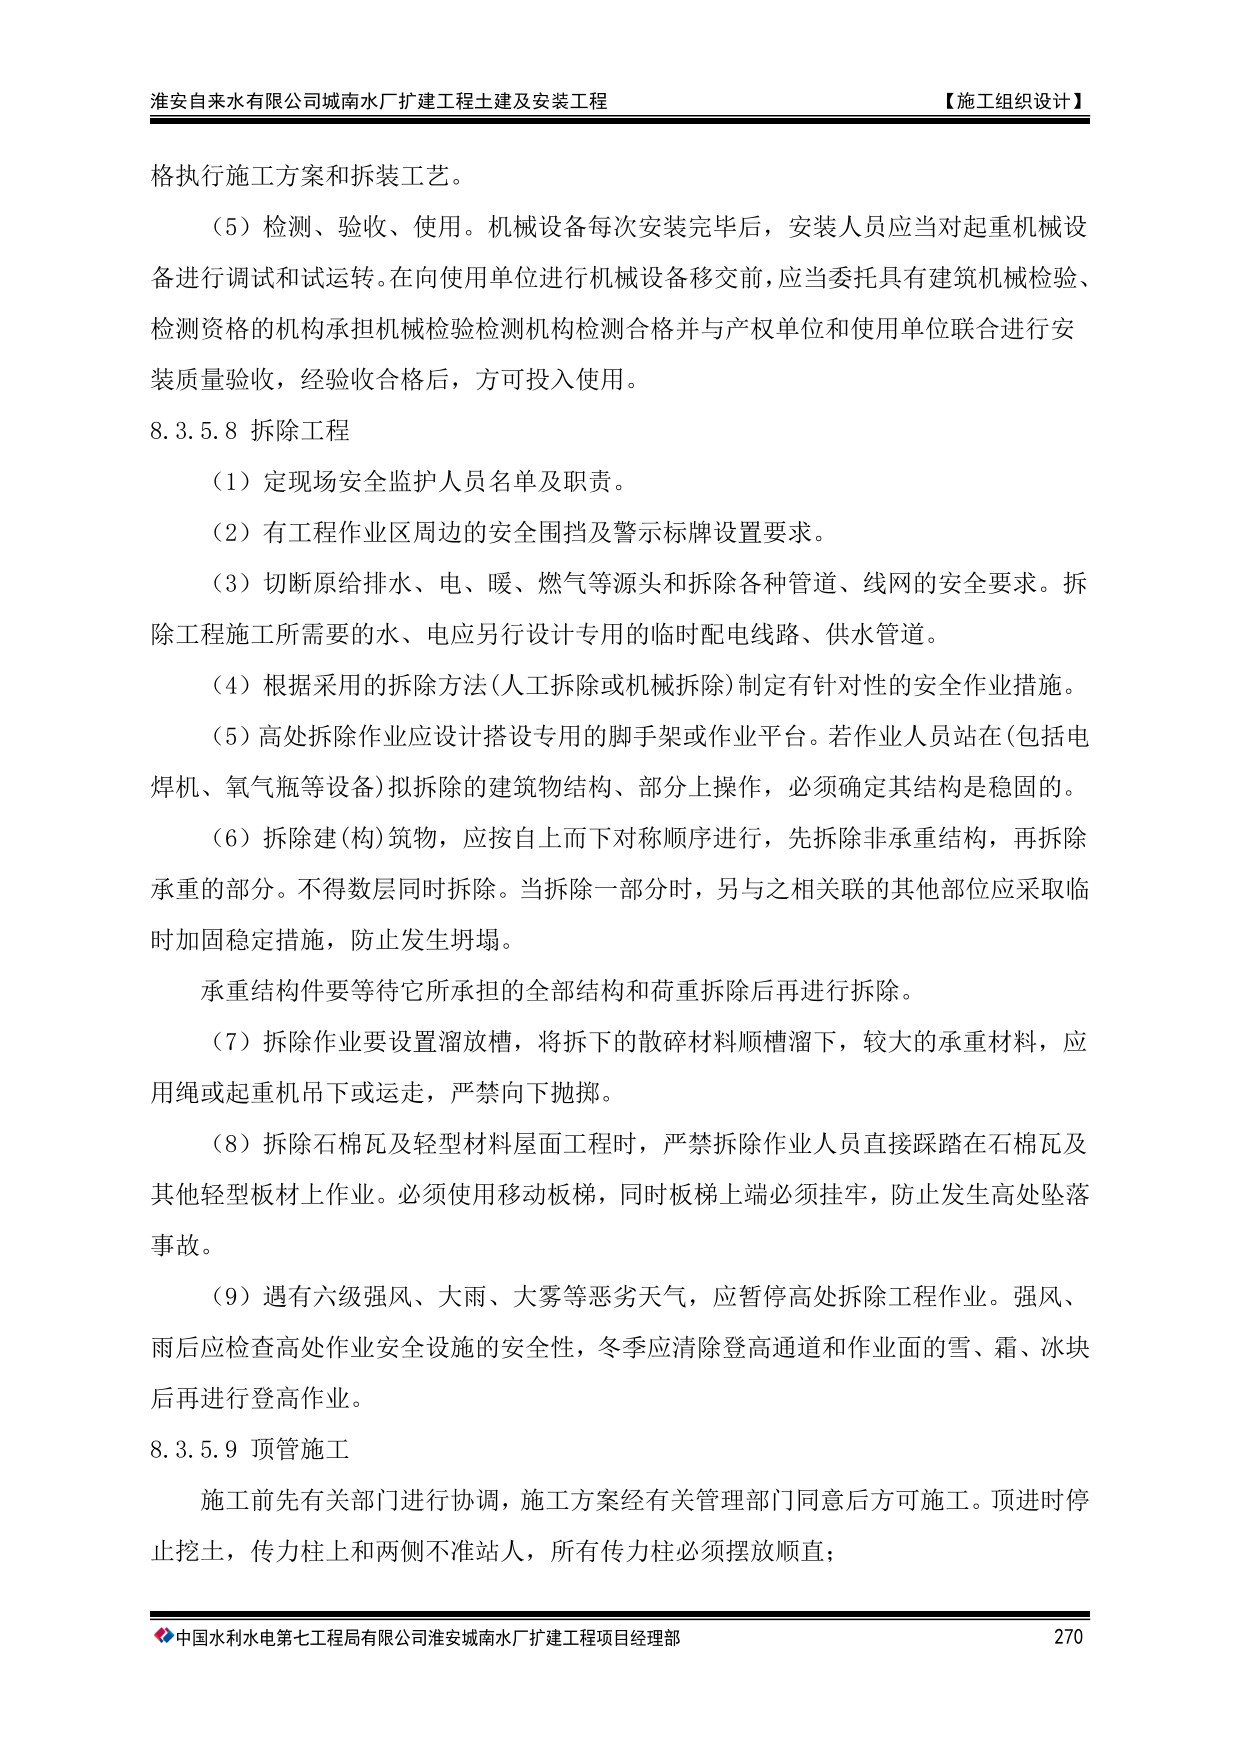 淮安自来水有限公司城南水厂扩建工程土建及安装工程 【施工组织设计】
格执行施工方案和拆装工艺。
（5）检测、验收、使用。机械设备每次安装完毕后，安装人员应当对起重机械设
备进行调试和试运转。在向使用单位进行机械设备移交前，应当委托具有建筑机械检验、
检测资格的机构承担机械检验检测机构检测合格并与产权单位和使用单位联合进行安
装质量验收，经验收合格后，方可投入使用。
8.3.5.8 拆除工程
（1）定现场安全监护人员名单及职责。
（2）有工程作业区周边的安全围挡及警示标牌设置要求。
（3）切断原给排水、电、暖、燃气等源头和拆除各种管道、线网的安全要求。拆
除工程施工所需要的水、电应另行设计专用的临时配电线路、供水管道。
（4）根据采用的拆除方法(人工拆除或机械拆除)制定有针对性的安全作业措施。
（5）高处拆除作业应设计搭设专用的脚手架或作业平台。若作业人员站在(包括电
焊机、氧气瓶等设备)拟拆除的建筑物结构、部分上操作，必须确定其结构是稳固的。
（6）拆除建(构)筑物，应按自上而下对称顺序进行，先拆除非承重结构，再拆除
承重的部分。不得数层同时拆除。当拆除一部分时，另与之相关联的其他部位应采取临
时加固稳定措施，防止发生坍塌。
承重结构件要等待它所承担的全部结构和荷重拆除后再进行拆除。
（7）拆除作业要设置溜放槽，将拆下的散碎材料顺槽溜下，较大的承重材料，应
用绳或起重机吊下或运走，严禁向下抛掷。
（8）拆除石棉瓦及轻型材料屋面工程时，严禁拆除作业人员直接踩踏在石棉瓦及
其他轻型板材上作业。必须使用移动板梯，同时板梯上端必须挂牢，防止发生高处坠落
事故。
（9）遇有六级强风、大雨、大雾等恶劣天气，应暂停高处拆除工程作业。强风、
雨后应检查高处作业安全设施的安全性，冬季应清除登高通道和作业面的雪、霜、冰块
后再进行登高作业。
8.3.5.9 顶管施工
施工前先有关部门进行协调，施工方案经有关管理部门同意后方可施工。顶进时停
止挖土，传力柱上和两侧不准站人，所有传力柱必须摆放顺直；
中国水利水电第七工程局有限公司淮安城南水厂扩建工程项目经理部 270